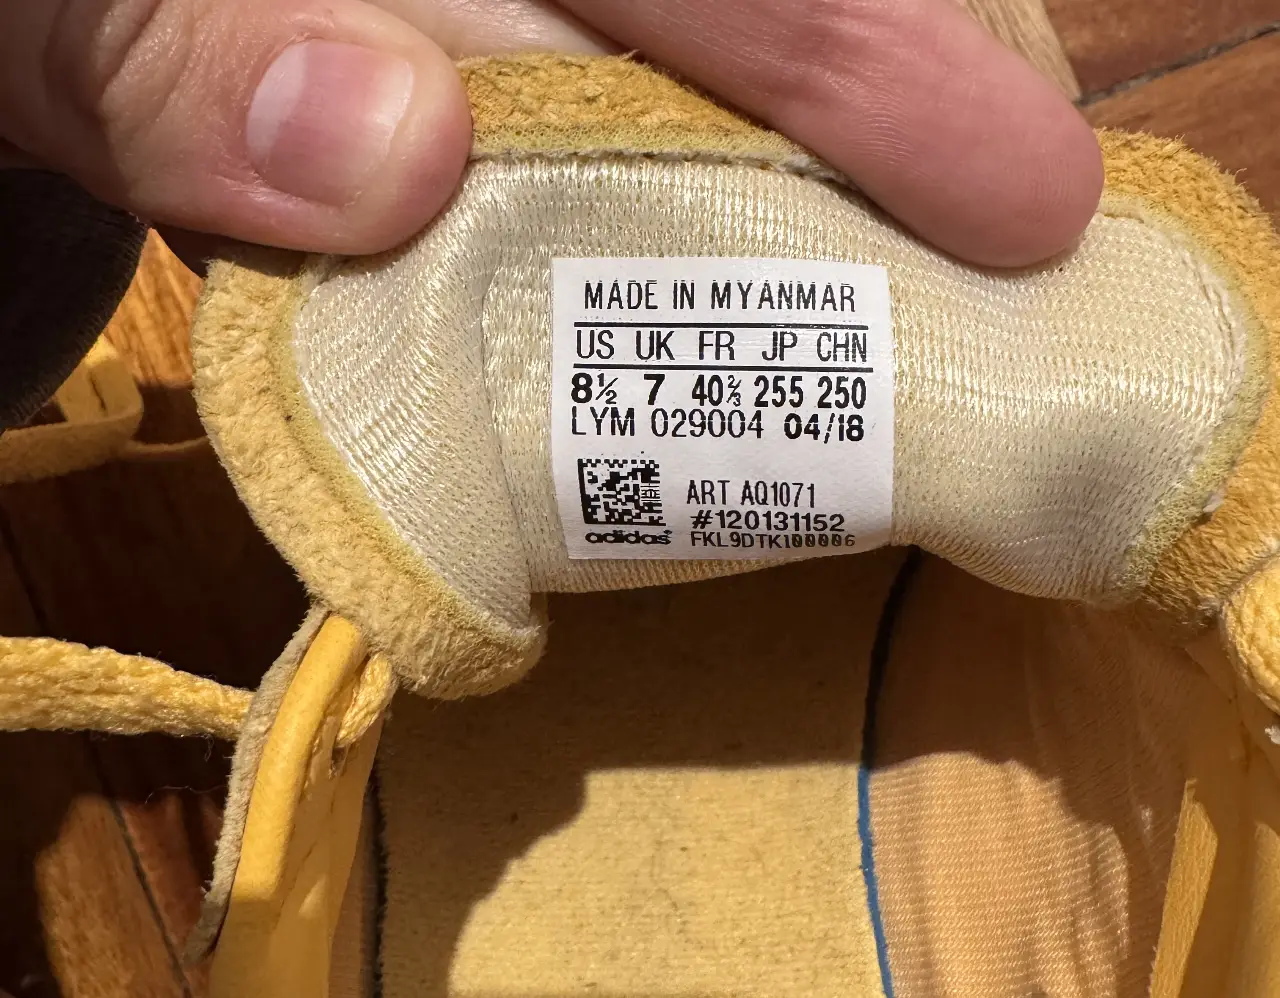 MADE IN MYANMAR
US UK FR JP CHN
8½ 7 40⅔ 255 250
LYM 029004 04/18
ART AQ1071
#120131152
adidas FKL9DTK100006